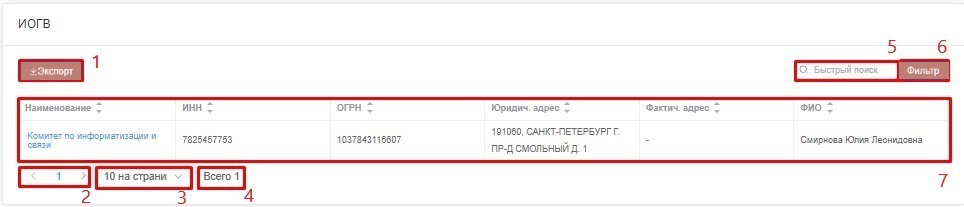 ИОГВ
Экспорт 1
Быстрый поиск 5 Фильтр 6
Наименование ИНН ОГРН Юридич. адрес Фактич. адрес ФИО
Комитет по информатизации и связи 7825457753 1037843116607 191060, САНКТ-ПЕТЕРБУРГ Г. ПР-Д СМОЛЬНЫЙ Д. 1 - Смирнова Юлия Леонидовна
1 2 10 на страни 3 Всего 1 4 7